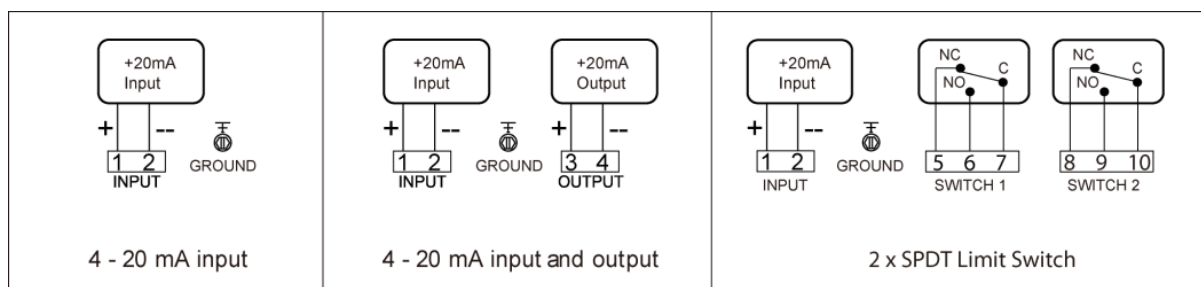 +20mA
Input
+ --
1 2
INPUT
GROUND
4 - 20 mA input
+20mA
Input
+ --
1 2
INPUT
GROUND
+20mA
Output
+ --
3 4
OUTPUT
4 - 20 mA input and output
+20mA
Input
+ --
1 2
INPUT
GROUND
NC
C
NO
5 6 7
SWITCH 1
NC
C
NO
8 9 10
SWITCH 2
2 x SPDT Limit Switch